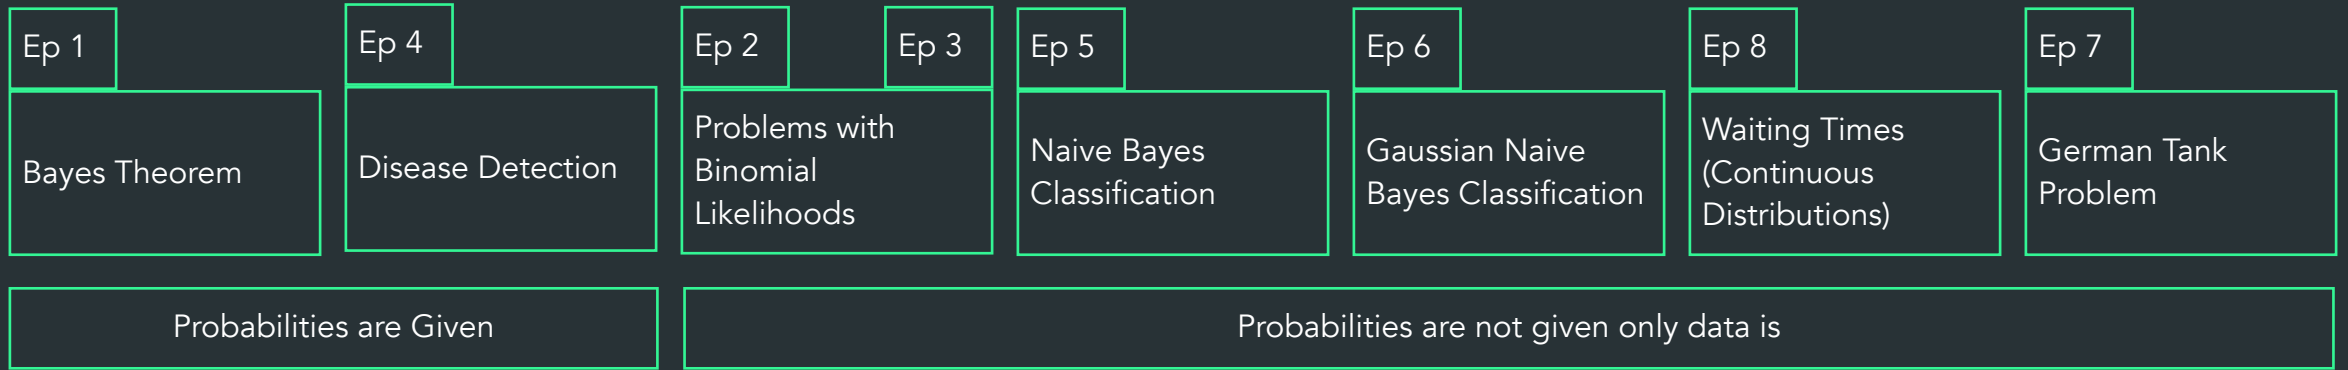 Ep 1
Bayes Theorem
Ep 4
Disease Detection
Ep 2
Ep 3
Problems with
Binomial
Likelihoods
Ep 5
Naive Bayes
Classification
Ep 6
Gaussian Naive
Bayes Classification
Ep 8
Waiting Times
(Continuous
Distributions)
Ep 7
German Tank
Problem
Probabilities are Given
Probabilities are not given only data is